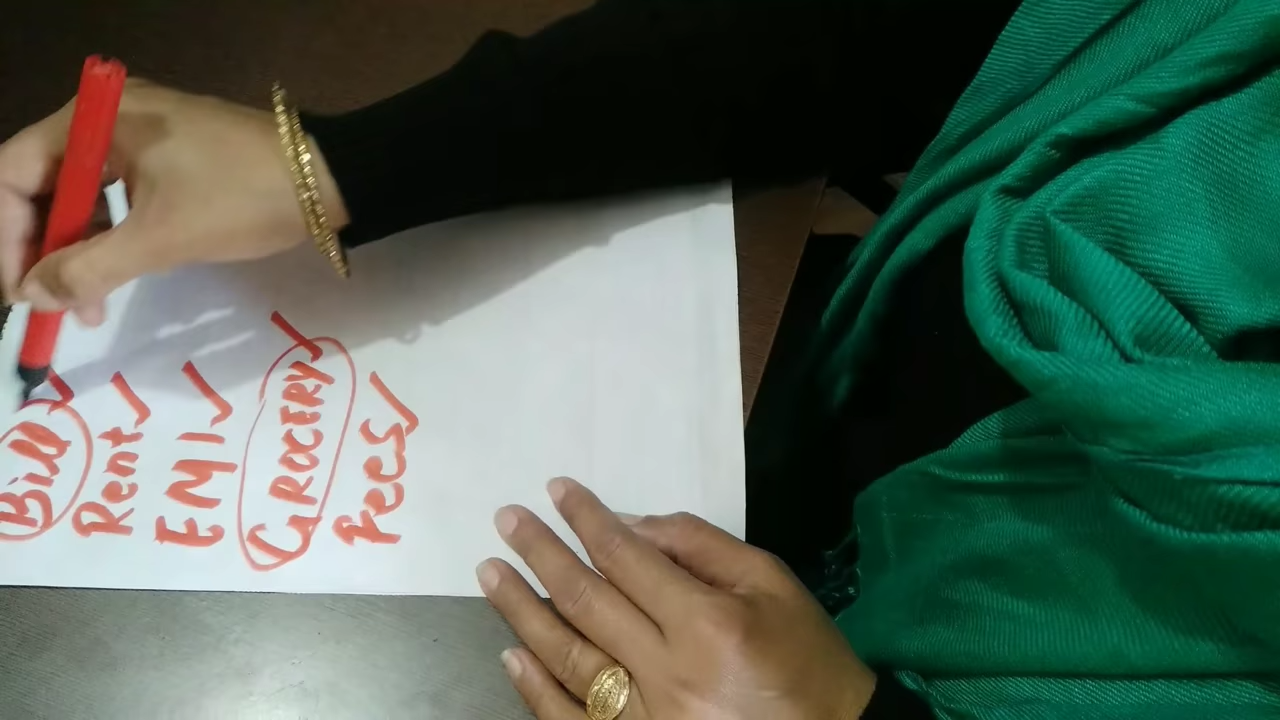 Bill ✓
Rent ✓
EMI ✓
GROCERY ✓
Fees ✓